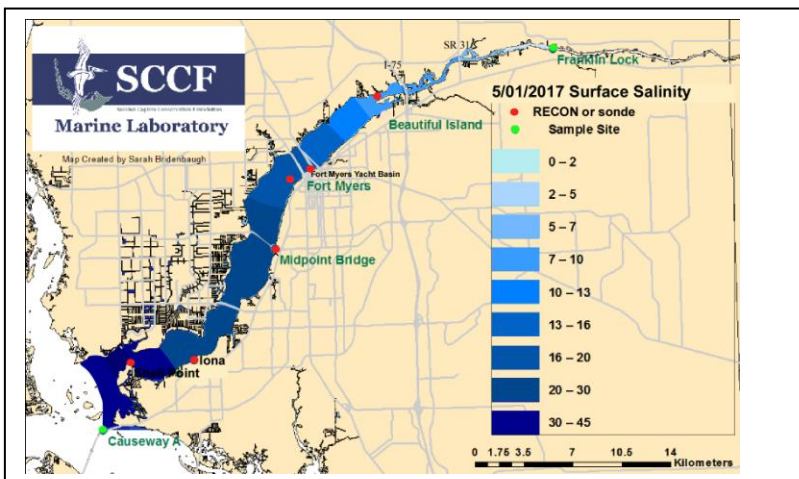 SCCF
Marine Laboratory
Map Created by Sarah Bridenbaugh
SR 31
Franklin Lock
I-75
5/01/2017 Surface Salinity
RECON or sonde
Sample Site
Beautiful Island
Fort Myers Yacht Basin
Fort Myers
Midpoint Bridge
Iona
Point
Causeway A
0 – 2
2 – 5
5 – 7
7 – 10
10 – 13
13 – 16
16 – 20
20 – 30
30 – 45
0 1.75 3.5 7 10.5 14
Kilometers